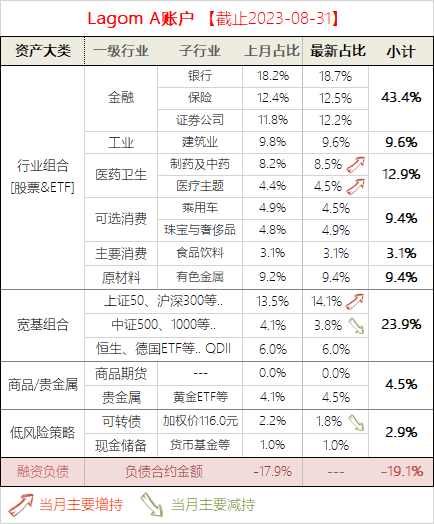 Lagom A账户 【截止2023-08-31】
资产大类 一级行业 子行业 上月占比 最新占比 小计
行业组合 [股票&ETF] 金融 银行 18.2% 18.7% 43.4%
保险 12.4% 12.5%
证券公司 11.8% 12.2%
工业 建筑业 9.8% 9.6% 9.6%
医药卫生 制药及中药 8.2% 8.5% 12.9%
医疗主题 4.4% 4.5%
可选消费 乘用车 4.9% 4.5% 9.4%
珠宝与奢侈品 4.8% 4.9%
主要消费 食品饮料 3.1% 3.1% 3.1%
原材料 有色金属 9.2% 9.4% 9.4%
宽基组合 上证50、沪深300等.. 13.5% 14.1% 23.9%
中证500、1000等.. 4.1% 3.8%
恒生、德国ETF等.. QDII 6.0% 6.0%
商品/贵金属 商品期货 --- 0.0% 0.0% 4.5%
贵金属 黄金ETF等 4.1% 4.5%
低风险策略 可转债 加权价116.0元 2.2% 1.8% 2.9%
现金储备 货币基金等 1.0% 1.0%
融资负债 负债合约金额 -17.9% --- -19.1%
当月主要增持 当月主要减持